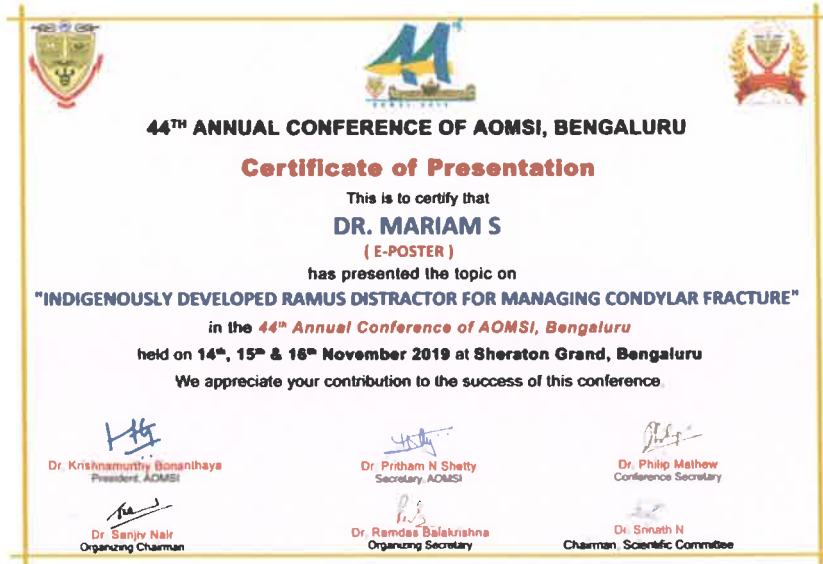 44TH ANNUAL CONFERENCE OF AOMSI, BENGALURU
Certificate of Presentation
This is to certify that
DR. MARIAM S
( E-POSTER )
has presented the topic on
"INDIGENOUSLY DEVELOPED RAMUS DISTRACTOR FOR MANAGING CONDYLAR FRACTURE"
in the 44th Annual Conference of AOMSI, Bengaluru
held on 14th, 15th & 16th November 2019 at Sheraton Grand, Bengaluru
We appreciate your contribution to the success of this conference.
Dr. Krishnamurthy Bonanthaya
President, AOMSI
Dr. Pritham N Shetty
Secretary, AOMSI
Dr. Philip Mathew
Conference Secretary
Dr. Sanjiv Nair
Organizing Chairman
Dr. Ramdas Balakrishna
Organizing Secretary
Dr. Srinath N
Chairman, Scientific Committee